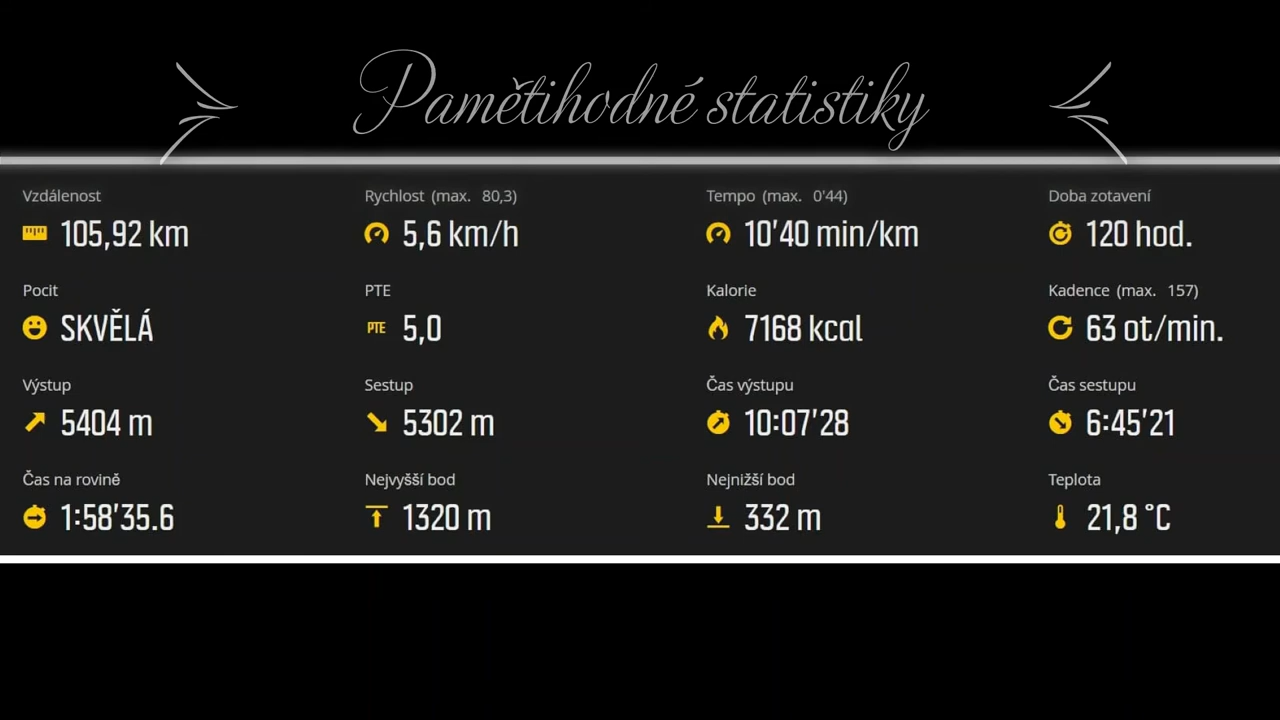 Pamětihodné statistiky
Vzdálenost
105,92 km
Rychlost (max. 80,3)
5,6 km/h
Tempo (max. 0'44)
10'40 min/km
Doba zotavení
120 hod.
Pocit
SKVĚLÁ
PTE
PTE 5,0
Kalorie
7168 kcal
Kadence (max. 157)
63 ot/min.
Výstup
5404 m
Sestup
5302 m
Čas výstupu
10:07'28
Čas sestupu
6:45'21
Čas na rovině
1:58'35.6
Nejvyšší bod
1320 m
Nejnižší bod
332 m
Teplota
21,8 °C